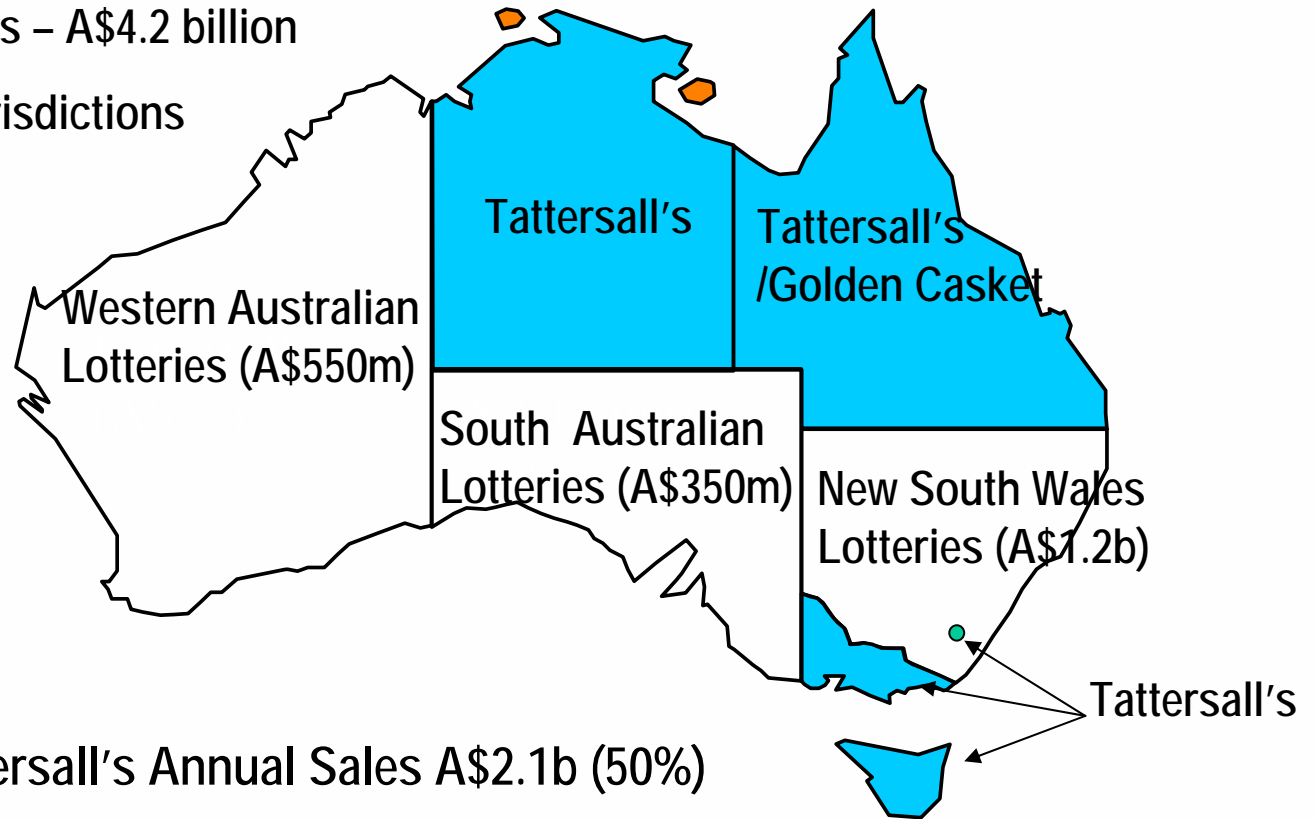 s – A$4.2 billion
risdictions
Tattersall's
Tattersall's
/Golden Casket
Western Australian
Lotteries (A$550m)
South Australian
Lotteries (A$350m)
New South Wales
Lotteries (A$1.2b)
Tattersall's
ersall's Annual Sales A$2.1b (50%)